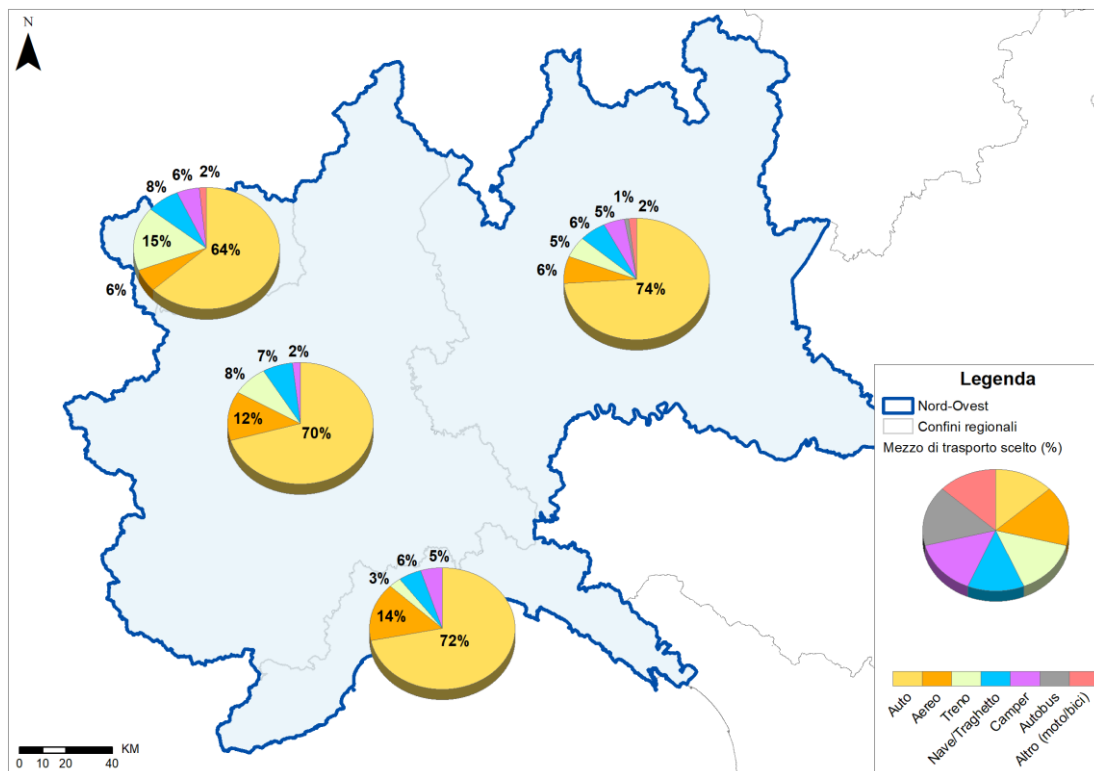 N
6%
2%
8%
15%
64%
6%
1%
5%
2%
6%
5%
6%
74%
7%
2%
8%
12%
70%
6%
5%
3%
14%
72%
Legenda
Nord-Ovest
Confini regionali
Mezzo di trasporto scelto (%)
Auto
Aereo
Treno
Nave/Traghetto
Camper
Autobus
Altro (moto/bici)
KM
0 10 20 40